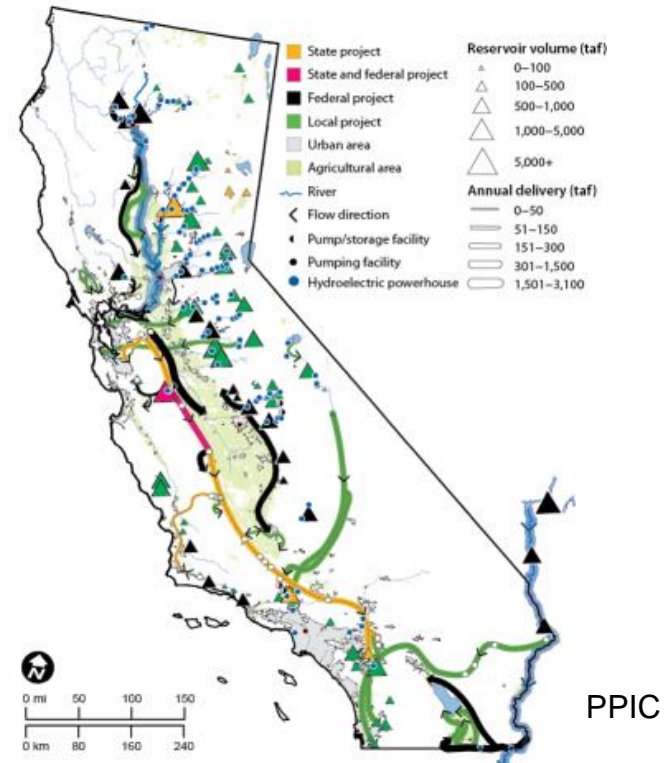 State project
State and federal project
Federal project
Local project
Urban area
Agricultural area
River
Flow direction
Pump/storage facility
Pumping facility
Hydroelectric powerhouse
Reservoir volume (taf)
0–100
100–500
500–1,000
1,000–5,000
5,000+
Annual delivery (taf)
0–50
51–150
151–300
301–1,500
1,501–3,100
N
0 mi 50 100 150
0 km 80 160 240
PPIC